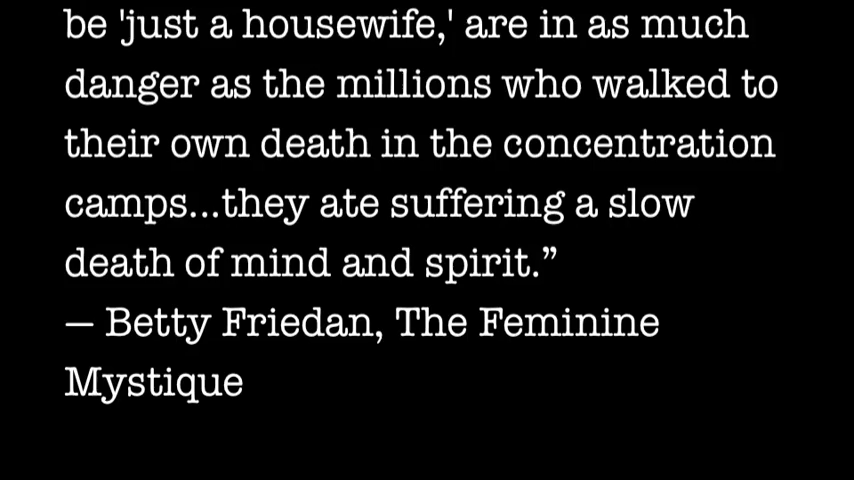 be 'just a housewife,' are in as much
danger as the millions who walked to
their own death in the concentration
camps...they ate suffering a slow
death of mind and spirit.”
— Betty Friedan, The Feminine
Mystique